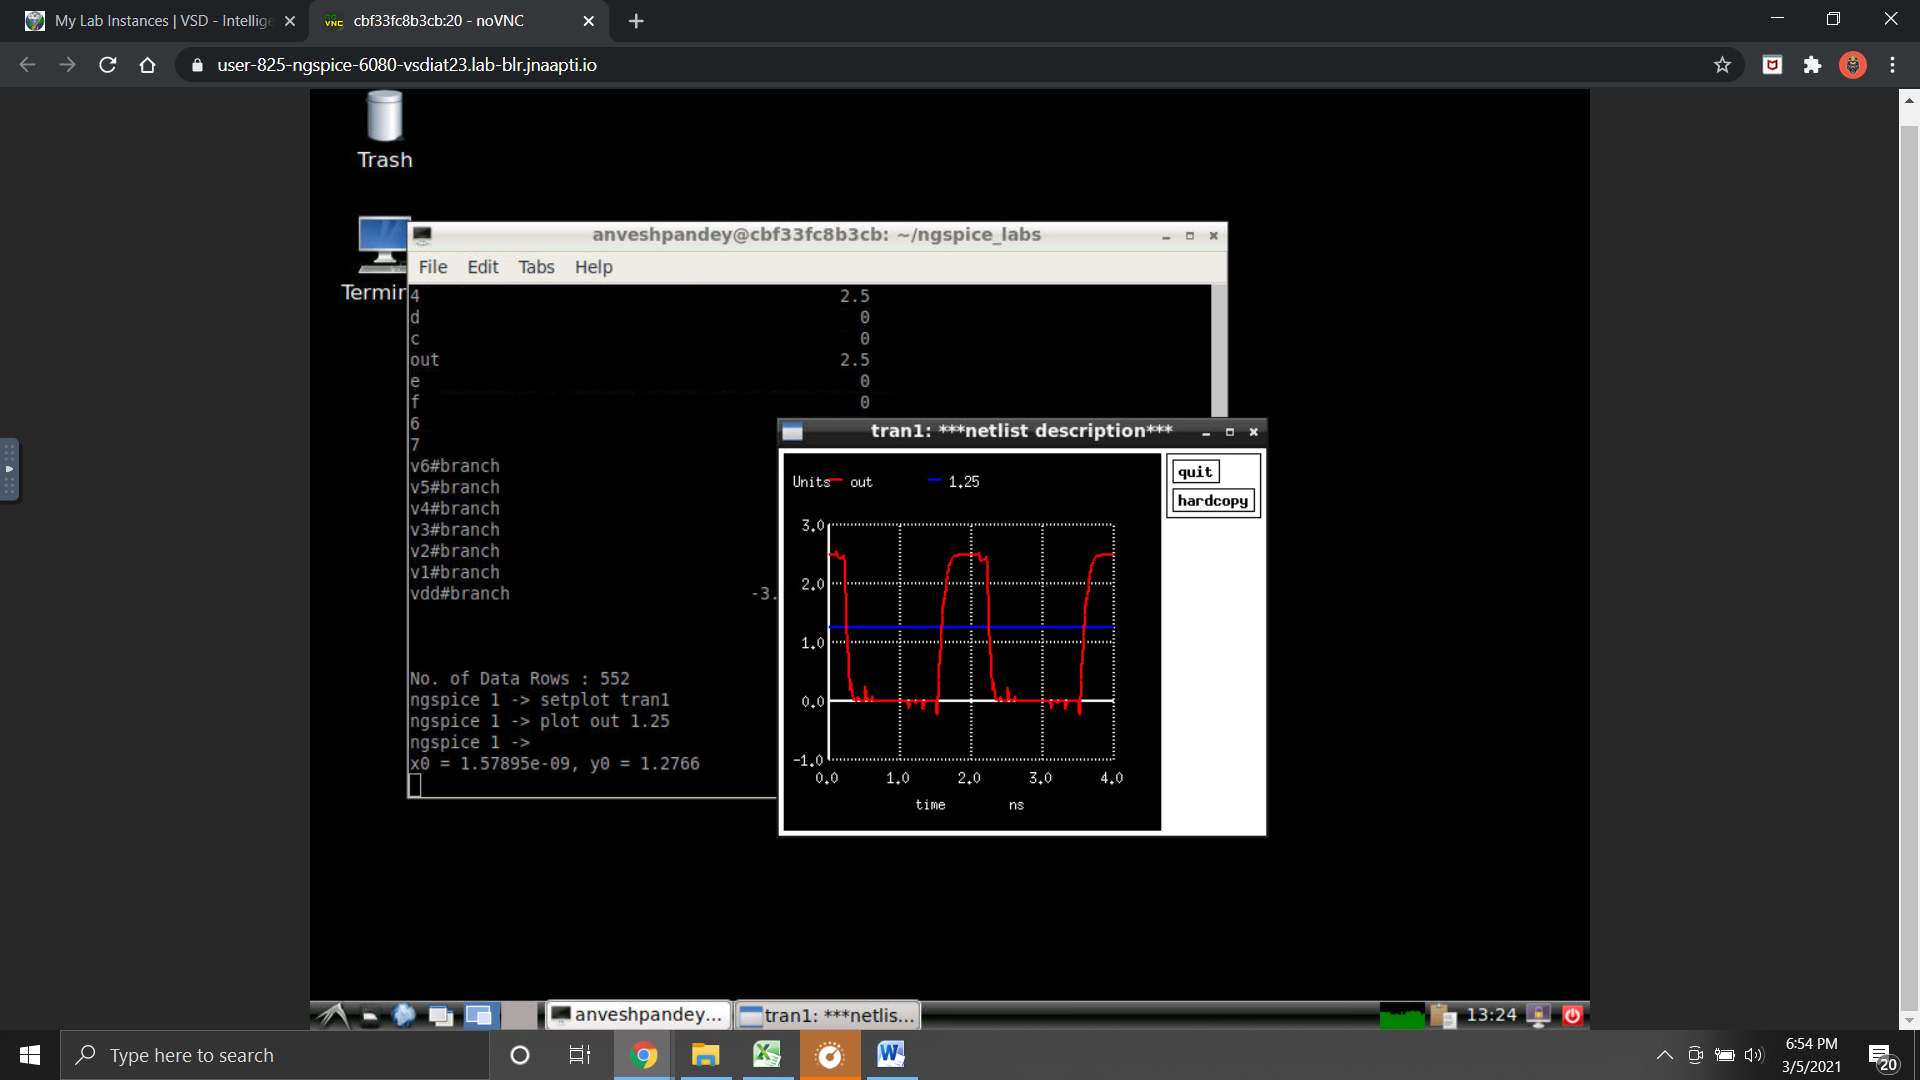 My Lab Instances | VSD - Intellige
cbf33fc8b3cb:20 - noVNC
user-825-ngspice-6080-vsdiat23.lab-blr.jnaapti.io
Trash
Termin
anveshpandey@cbf33fc8b3cb: ~/ngspice_labs
File Edit Tabs Help
4 2.5
d 0
c 0
out 2.5
e 0
f 0
6
7
v6#branch
v5#branch
v4#branch
v3#branch
v2#branch
v1#branch
vdd#branch -3.
No. of Data Rows : 552
ngspice 1 -> setplot tran1
ngspice 1 -> plot out 1.25
ngspice 1 ->
x0 = 1.57895e-09, y0 = 1.2766
tran1: ***netlist description***
quit
hardcopy
Units out 1.25
3.0
2.0
1.0
0.0
-1.0
0.0 1.0 2.0 3.0 4.0
time ns
anveshpandey...
tran1: ***netlis...
13:24
Type here to search
6:54 PM
3/5/2021
20